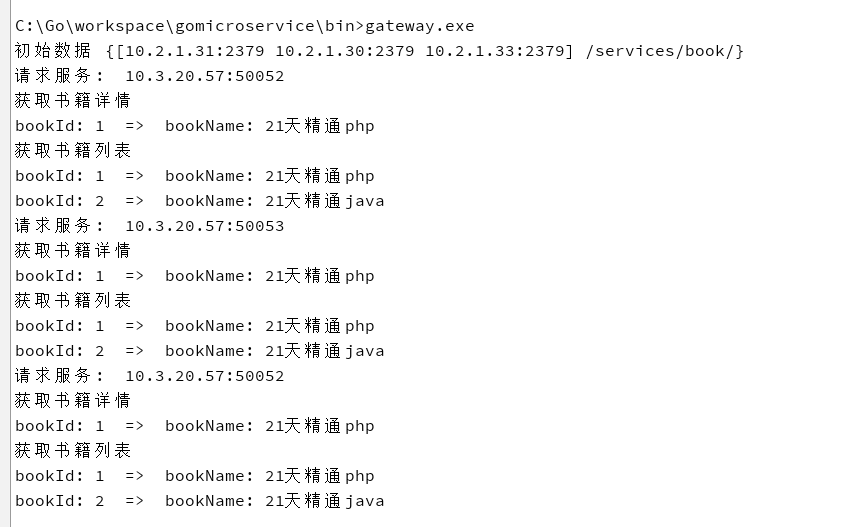 C:\Go\workspace\gomicroservice\bin>gateway.exe
初始数据 {[10.2.1.31:2379 10.2.1.30:2379 10.2.1.33:2379] /services/book/}
请求服务: 10.3.20.57:50052
获取书籍详情
bookId: 1  =>  bookName: 21天精通php
获取书籍列表
bookId: 1  =>  bookName: 21天精通php
bookId: 2  =>  bookName: 21天精通java
请求服务: 10.3.20.57:50053
获取书籍详情
bookId: 1  =>  bookName: 21天精通php
获取书籍列表
bookId: 1  =>  bookName: 21天精通php
bookId: 2  =>  bookName: 21天精通java
请求服务: 10.3.20.57:50052
获取书籍详情
bookId: 1  =>  bookName: 21天精通php
获取书籍列表
bookId: 1  =>  bookName: 21天精通php
bookId: 2  =>  bookName: 21天精通java